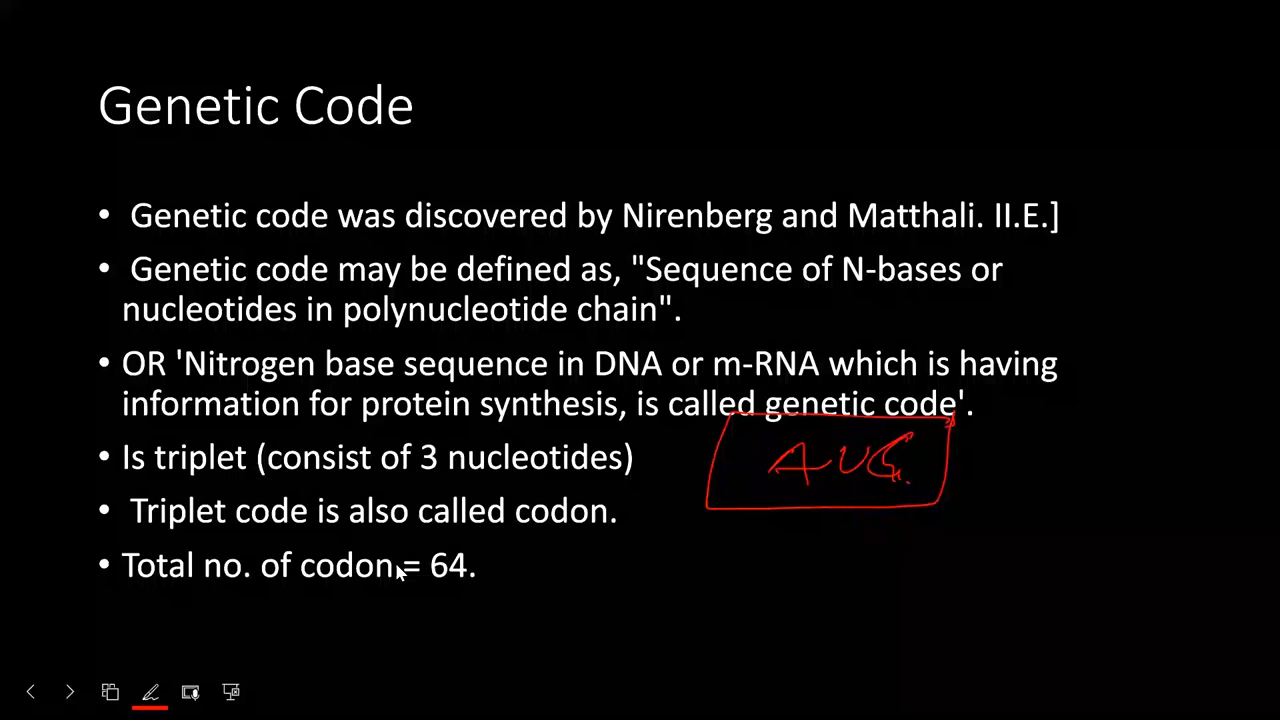 Genetic Code
• Genetic code was discovered by Nirenberg and Matthali. II.E.]
• Genetic code may be defined as, "Sequence of N-bases or
nucleotides in polynucleotide chain".
• OR 'Nitrogen base sequence in DNA or m-RNA which is having
information for protein synthesis, is called genetic code'.
• Is triplet (consist of 3 nucleotides)
AUG
• Triplet code is also called codon.
• Total no. of codon = 64.